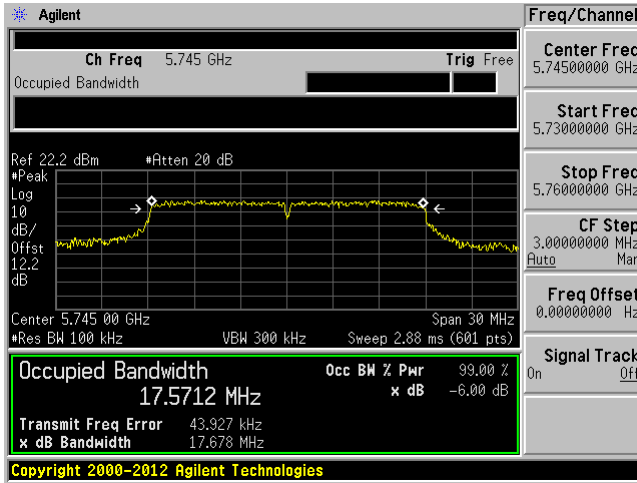 Agilent
Freq/Channel
Ch Freq 5.745 GHz Trig Free
Occupied Bandwidth
Center Freq
5.74500000 GHz
Start Freq
5.73000000 GHz
Stop Freq
5.76000000 GHz
CF Step
3.00000000 MHz
Auto Man
Freq Offset
0.00000000 Hz
Signal Track
On Off
Ref 22.2 dBm #Atten 20 dB
#Peak
Log
10
dB/
Offst
12.2
dB
Center 5.745 00 GHz Span 30 MHz
#Res BW 100 kHz VBW 300 kHz Sweep 2.88 ms (601 pts)
Occupied Bandwidth Occ BW % Pwr 99.00 %
17.5712 MHz x dB -6.00 dB
Transmit Freq Error 43.927 kHz
x dB Bandwidth 17.678 MHz
Copyright 2000-2012 Agilent Technologies